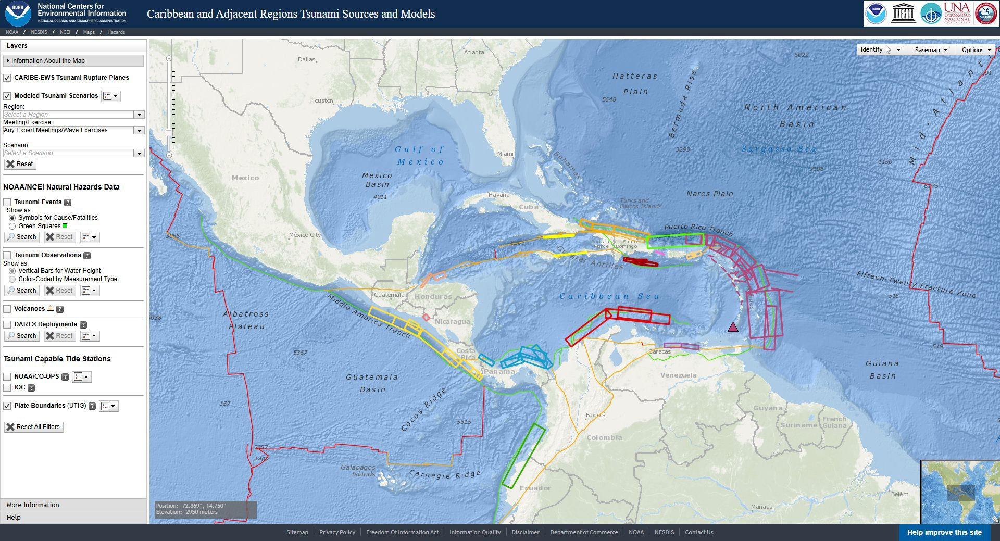 NOAA
National Centers for
Environmental Information
NATIONAL OCEANIC AND ATMOSPHERIC ADMINISTRATION
Caribbean and Adjacent Regions Tsunami Sources and Models
UNESCO
UNA
UNIVERSIDAD
NACIONAL
COSTA RICA
SINAMOT
NOAA / NESDIS / NCEI / Maps / Hazards
Layers
Information About the Map
CARIBE-EWS Tsunami Rupture Planes
Modeled Tsunami Scenarios
Region:
Select a Region
Meeting/Exercise:
Any Expert Meetings/Wave Exercises
Scenario:
Select a Scenario
Reset
NOAA/NCEI Natural Hazards Data
Tsunami Events ?
Show as:
Symbols for Cause/Fatalities
Green Squares
Search Reset
Tsunami Observations ?
Show as:
Vertical Bars for Water Height
Color-Coded by Measurement Type
Search Reset
Volcanoes ?
DART® Deployments ?
Search Reset
Tsunami Capable Tide Stations
NOAA/CO-OPS ?
IOC ?
Plate Boundaries (UTIG) ?
Reset All Filters
More Information
Help
Identify
Basemap
Options
Dallas
Atlanta
Houston
Miami
Mexico
Gulf of
Mexico
Mexico
Basin
4011
Havana
Cuba
Bahamas
México City
Hatteras
Plain
5648
Bermuda Rise
3293
6022
North American
Basin
Sargasso Sea
7196
1150
6175
791
Mid-Atlant
Nares Plain
Turks and
Caicos Islands
Puerto Rico Trench
Port-au-
Prince
Santo
Domingo
Greater Antilles
Caribbean Sea
Fifteen-Twenty Fracture Zone
518
519
5886
Guatemala
Honduras
Nicaragua
Costa
Rica
Panama
Middle America Trench
Albatross
Plateau
5038
5367
Guatemala
Basin
157
Cocos Ridge
5615
5357
1402
Galapagos
Islands
Carnegie Ridge
Caracas
Venezuela
Bogotá
Colombia
Ecuador
Guyana
Suriname
French
Guiana
Guiana
Basin
Belém
Manaus
Position: -72.869°, 14.750°
Elevation: -2950 meters
Sitemap
Privacy Policy
Freedom Of Information Act
Information Quality
Disclaimer
Department of Commerce
NOAA
NESDIS
Contact Us
Help improve this site